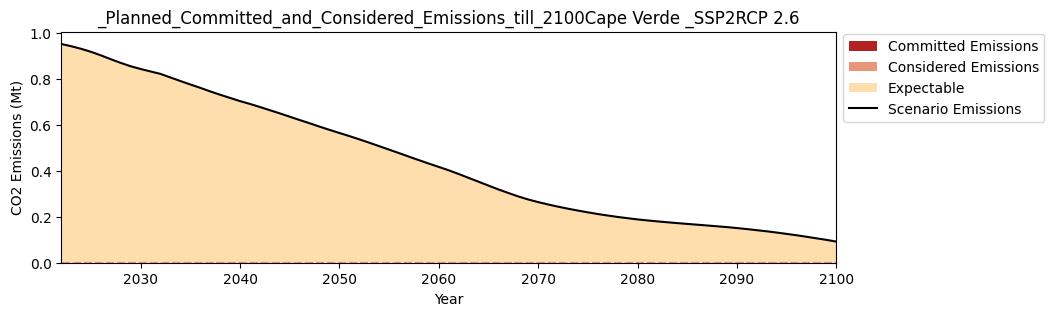 _Planned_Committed_and_Considered_Emissions_till_2100Cape Verde _SSP2RCP 2.6
CO2 Emissions (Mt)
1.0
0.8
0.6
0.4
0.2
0.0
2030 2040 2050 2060 2070 2080 2090 2100
Year
Committed Emissions
Considered Emissions
Expectable
Scenario Emissions